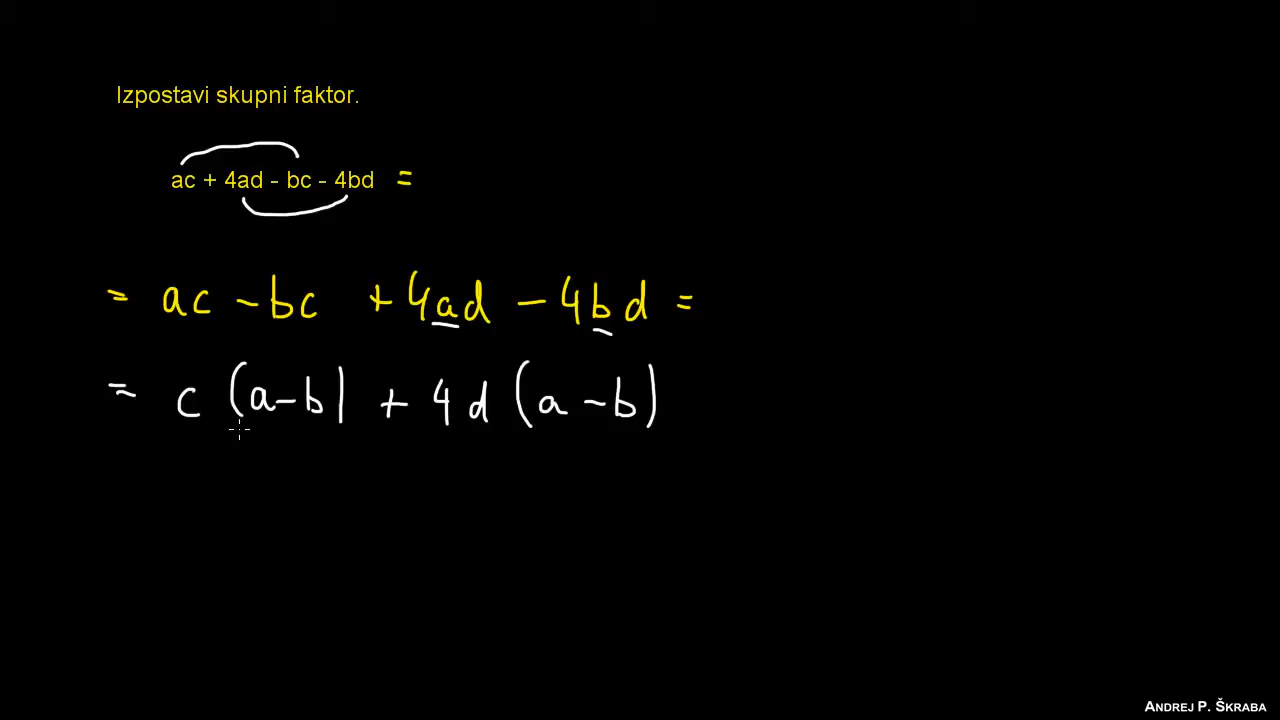 Izpostavi skupni faktor.
ac + 4ad - bc - 4bd =
= ac - bc + 4ad - 4bd =
= c (a-b) + 4d (a-b)
ANDREJ P. ŠKRABA